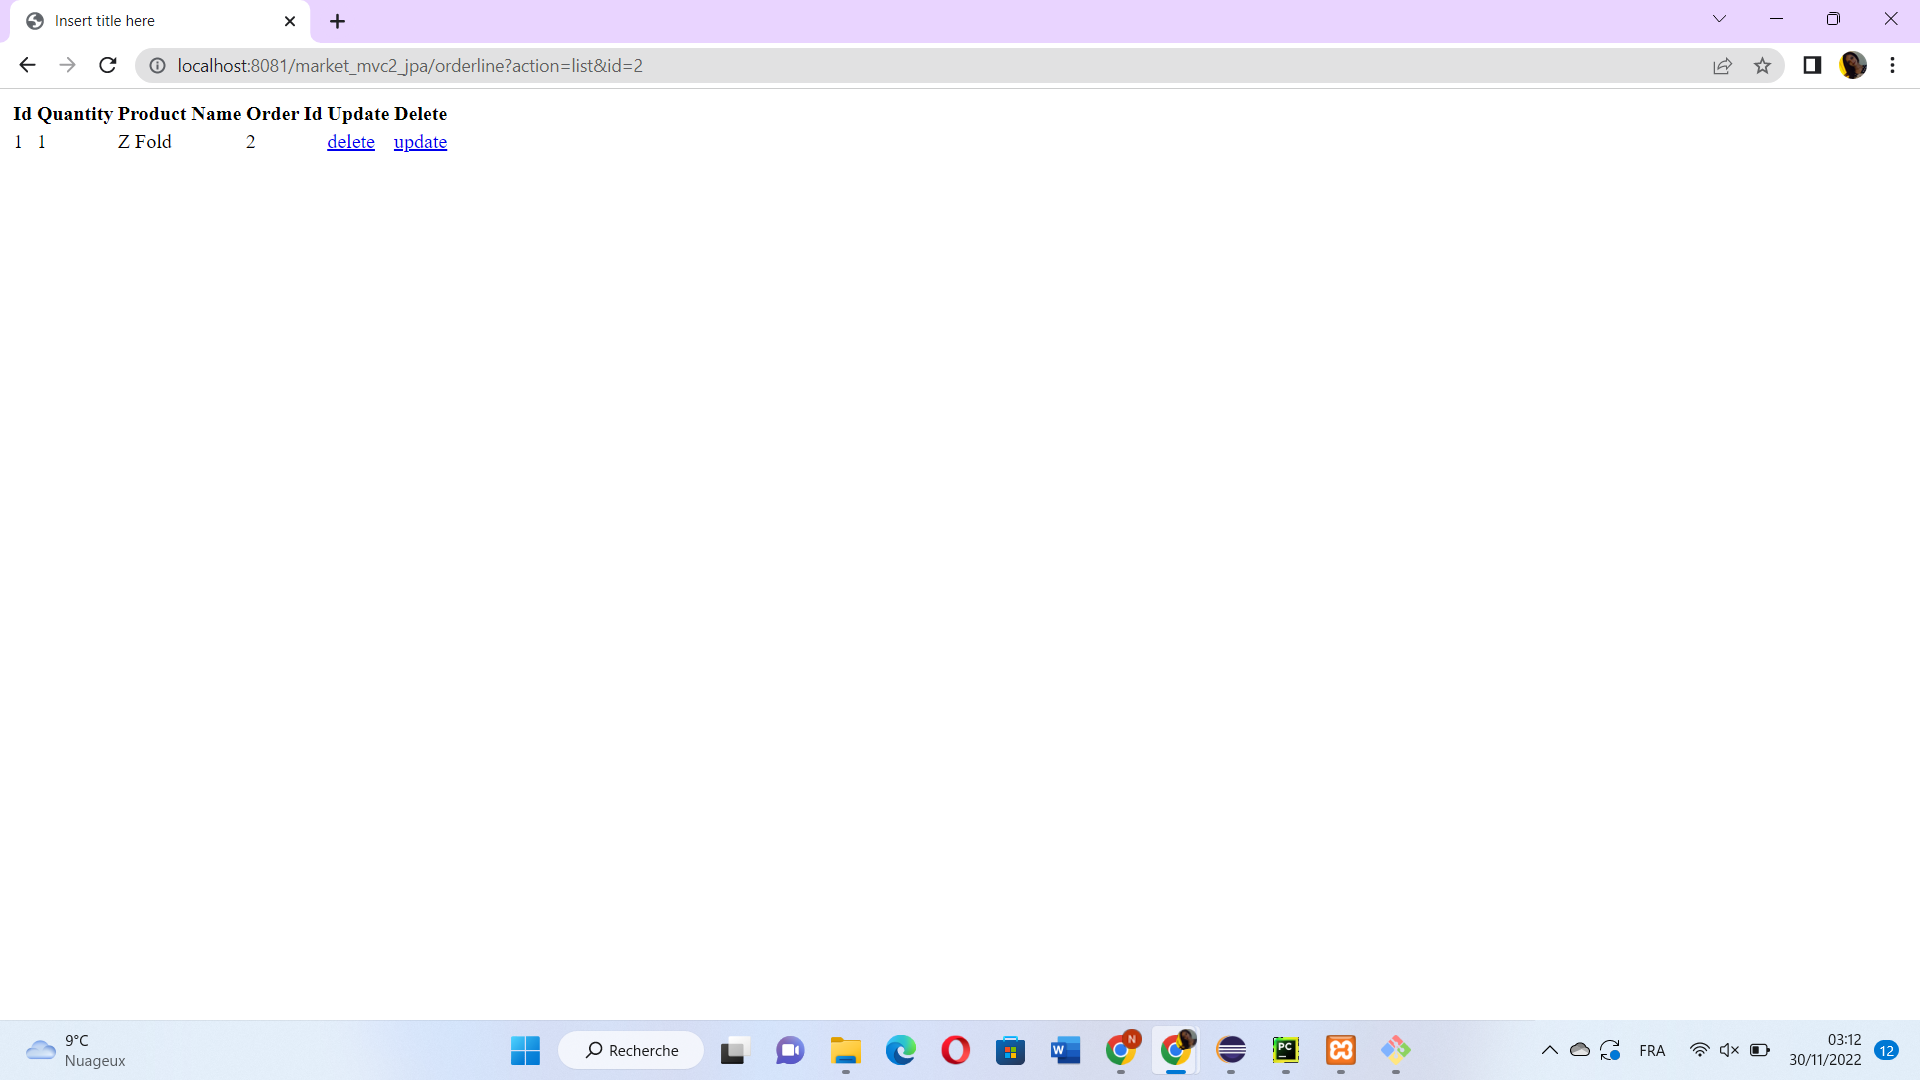 Insert title here
localhost:8081/market_mvc2_jpa/orderline?action=list&id=2
Id Quantity Product Name Order Id Update Delete
1 1 Z Fold 2 delete update
9°C
Nuageux
Recherche
W
N
PC
FRA
03:12
30/11/2022
12